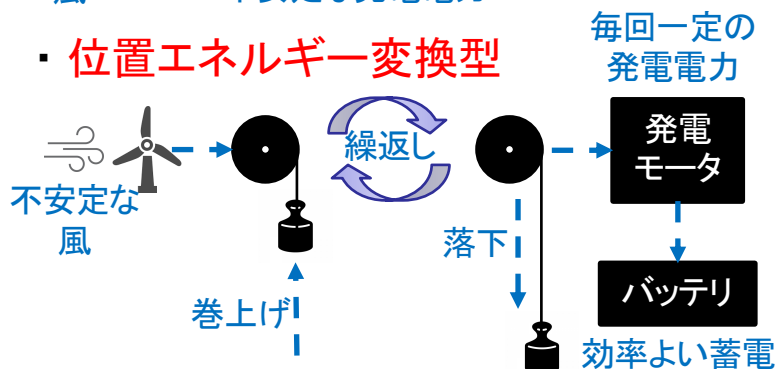 毎回一定の
発電電力
・位置エネルギー変換型
繰返し
発電
モータ
不安定な
風
落下
巻上げ
バッテリ
効率よい蓄電